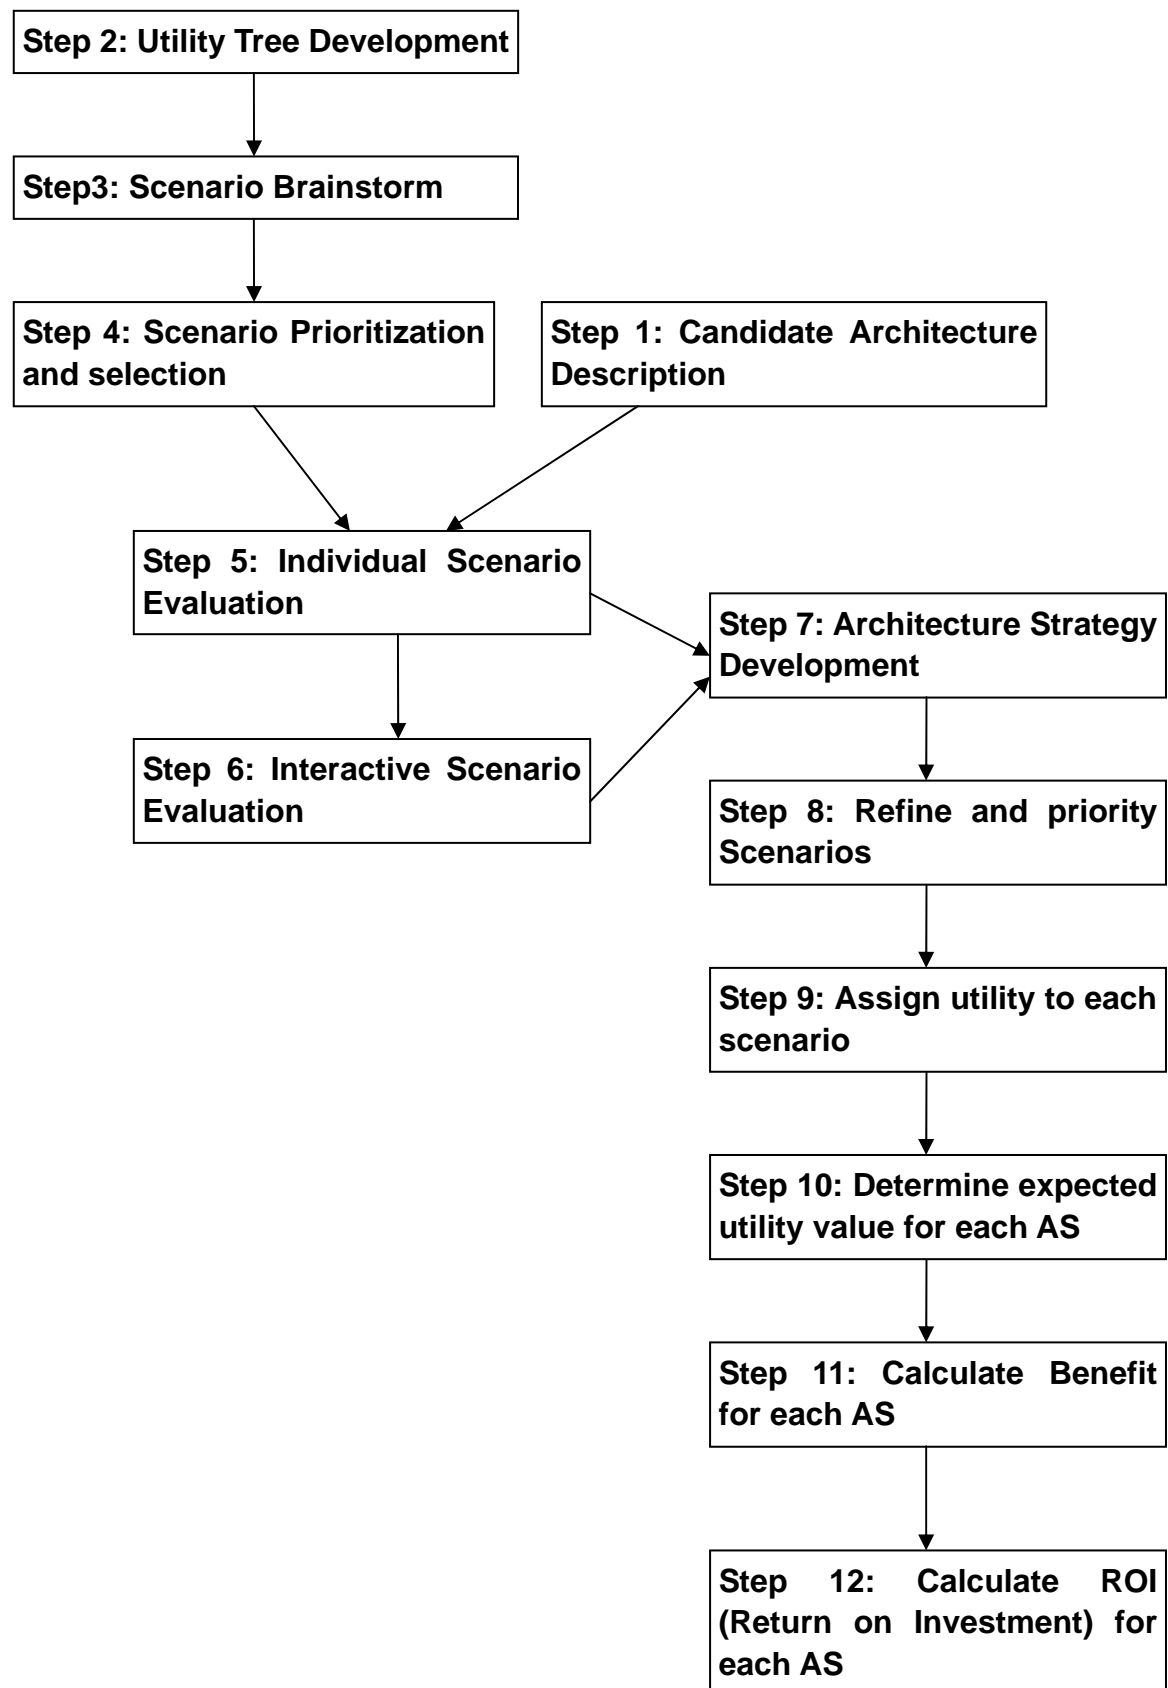 Step 2: Utility Tree Development
Step3: Scenario Brainstorm
Step 4: Scenario Prioritization
and selection
Step 1: Candidate Architecture
Description
Step 5: Individual Scenario
Evaluation
Step 7: Architecture Strategy
Development
Step 6: Interactive Scenario
Evaluation
Step 8: Refine and priority
Scenarios
Step 9: Assign utility to each
scenario
Step 10: Determine expected
utility value for each AS
Step 11: Calculate Benefit
for each AS
Step 12: Calculate ROI
(Return on Investment) for
each AS